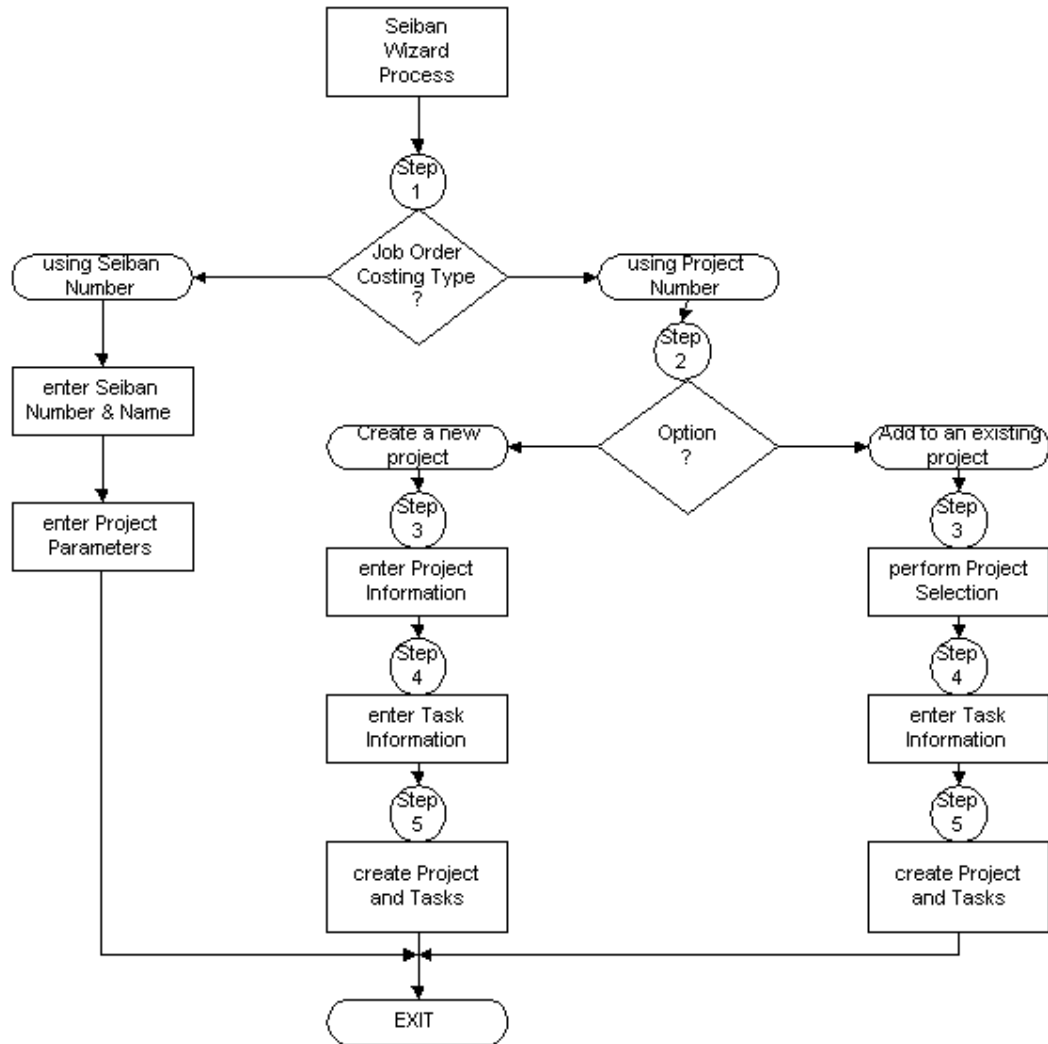 Seiban
Wizard
Process
Step
1
Job Order
Costing Type
?
using Seiban
Number
using Project
Number
Step
2
enter Seiban
Number & Name
Option
?
Create a new
project
Add to an existing
project
enter Project
Parameters
Step
3
Step
3
enter Project
Information
perform Project
Selection
Step
4
Step
4
enter Task
Information
enter Task
Information
Step
5
Step
5
create Project
and Tasks
create Project
and Tasks
EXIT